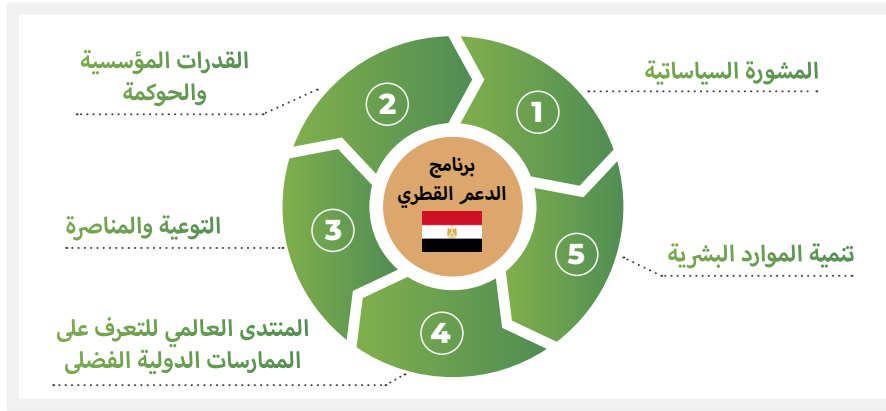 برنامج
الدعم القطري
1
المشورة السياساتية
2
القدرات المؤسسية
والحوكمة
3
التوعية والمناصرة
4
المنتدى العالمي للتعرف على
الممارسات الدولية الفضلى
5
تنمية الموارد البشرية